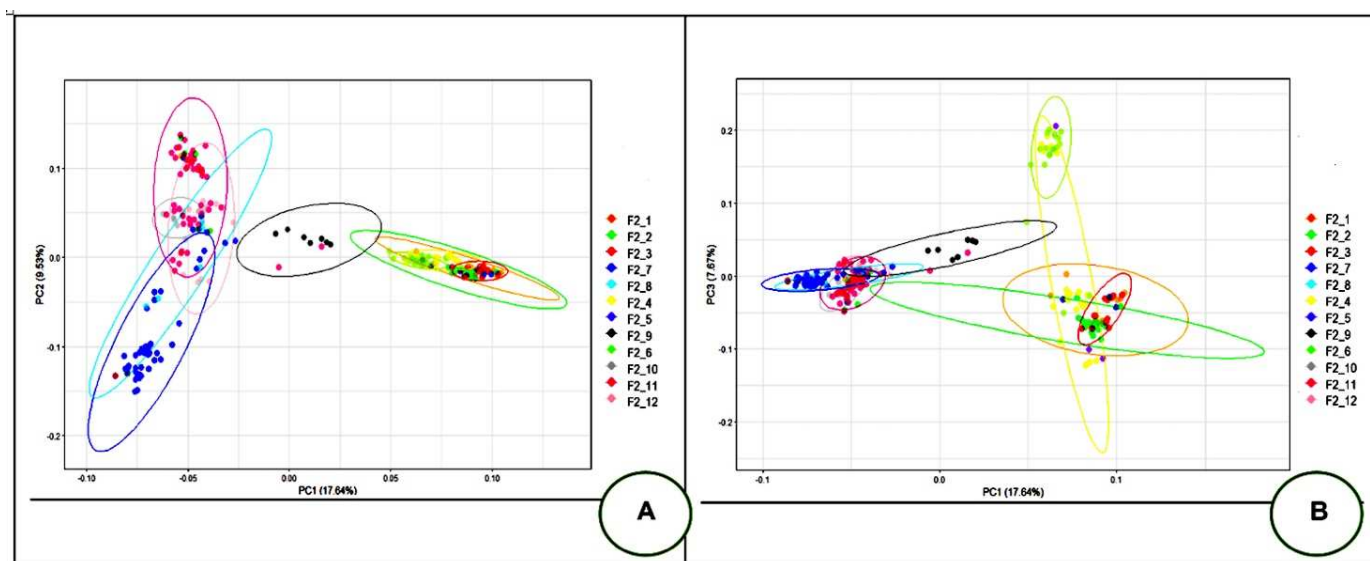 0.1
0.0
-0.1
-0.2
PC2 (9.53%)
-0.10
-0.05
0.00
0.05
0.10
PC1 (17.64%)
F2_1
F2_2
F2_3
F2_7
F2_8
F2_4
F2_5
F2_9
F2_6
F2_10
F2_11
F2_12
A
0.2
0.1
0.0
-0.1
-0.2
PC3 (7.67%)
-0.1
0.0
0.1
PC1 (17.64%)
F2_1
F2_2
F2_3
F2_7
F2_8
F2_4
F2_5
F2_9
F2_6
F2_10
F2_11
F2_12
B